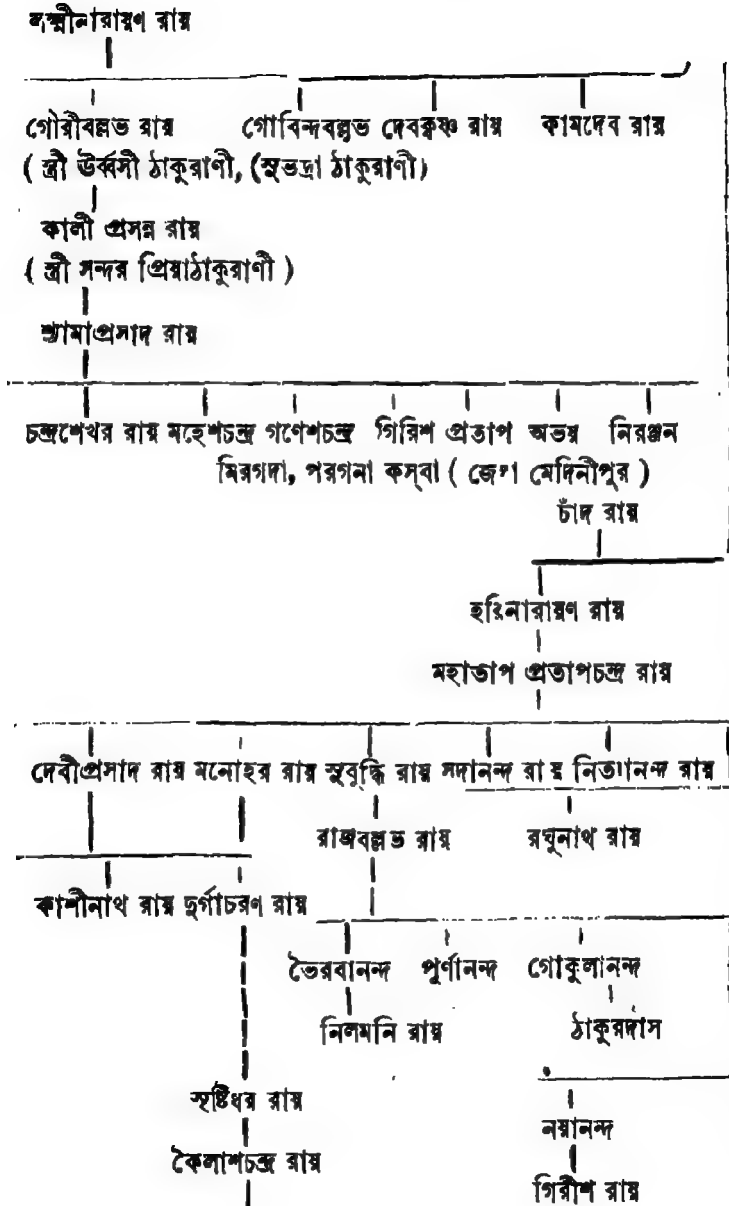 লক্ষ্মীনারায়ণ রায়
গৌরীবল্লভ রায় গোবিন্দবল্লভ দেবকৃষ্ণ রায় কামদেব রায়
( স্ত্রী ঊর্ব্বসী ঠাকুরাণী, (সুভদ্রা ঠাকুরাণী)
কালী প্রসন্ন রায়
( স্ত্রী সন্দর প্রিয়াঠাকুরাণী )
শ্যামাপ্রসাদ রায়
চন্দ্রশেখর রায় মহেশচন্দ্র গণেশচন্দ্র গিরিশ প্রতাপ অভয় নিরঞ্জন
মিরগদা, পরগনা কস্‌বা ( জেলা মেদিনীপুর )
চাঁদ রায়
হরিনারায়ণ রায়
মহাতাপ প্রতাপচন্দ্র রায়
দেবীপ্রসাদ রায় মনোহর রায় সুবুদ্ধি রায় সদানন্দ রায় নিত্যানন্দ রায়
রাজবল্লভ রায় রঘুনাথ রায়
কাশীনাথ রায় দুর্গাচরণ রায়
ভৈরবানন্দ পূর্ণানন্দ গোকুলানন্দ
নিলমনি রায় ঠাকুরদাস
সৃষ্টিধর রায়
নয়ানন্দ
কৈলাশচন্দ্র রায়
গিরীশ রায়